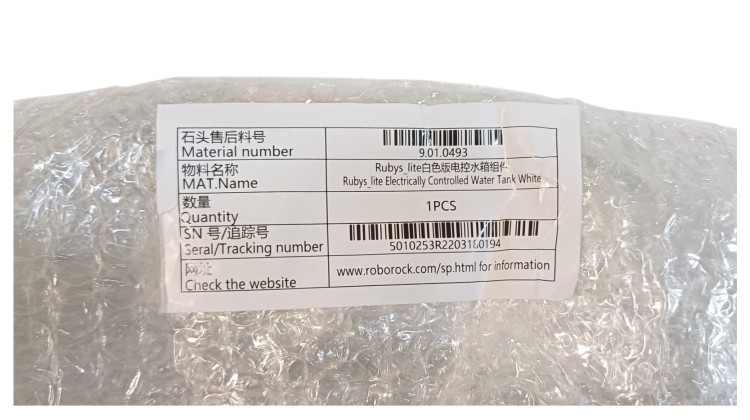 石头售后料号
Material number
9.01.0493
物料名称
MAT.Name
Rubys_lite白色版电控水箱组件
Rubys_lite Electrically Controlled Water Tank White
数量
Quantity
1PCS
SN 号/追踪号
Seral/Tracking number
5010253R2203180194
网址
Cneck the website
www.roborock.com/sp.html for information